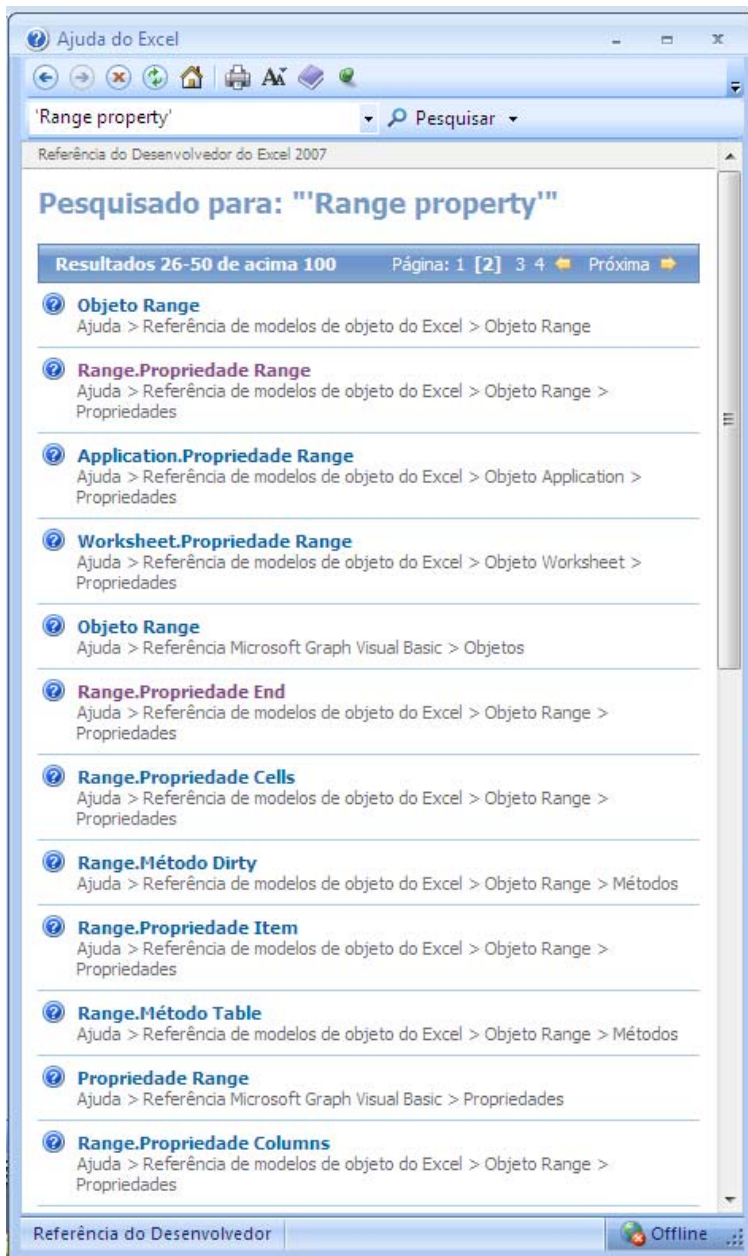 Ajuda do Excel
'Range property'
Pesquisar
Referência do Desenvolvedor do Excel 2007
Pesquisado para: "'Range property'"
Resultados 26-50 de acima 100 Página: 1 [2] 3 4 Próxima
Objeto Range
Ajuda > Referência de modelos de objeto do Excel > Objeto Range
Range.Propriedade Range
Ajuda > Referência de modelos de objeto do Excel > Objeto Range >
Propriedades
Application.Propriedade Range
Ajuda > Referência de modelos de objeto do Excel > Objeto Application >
Propriedades
Worksheet.Propriedade Range
Ajuda > Referência de modelos de objeto do Excel > Objeto Worksheet >
Propriedades
Objeto Range
Ajuda > Referência Microsoft Graph Visual Basic > Objetos
Range.Propriedade End
Ajuda > Referência de modelos de objeto do Excel > Objeto Range >
Propriedades
Range.Propriedade Cells
Ajuda > Referência de modelos de objeto do Excel > Objeto Range >
Propriedades
Range.Método Dirty
Ajuda > Referência de modelos de objeto do Excel > Objeto Range > Métodos
Range.Propriedade Item
Ajuda > Referência de modelos de objeto do Excel > Objeto Range >
Propriedades
Range.Método Table
Ajuda > Referência de modelos de objeto do Excel > Objeto Range > Métodos
Propriedade Range
Ajuda > Referência Microsoft Graph Visual Basic > Propriedades
Range.Propriedade Columns
Ajuda > Referência de modelos de objeto do Excel > Objeto Range >
Propriedades
Referência do Desenvolvedor
Offline